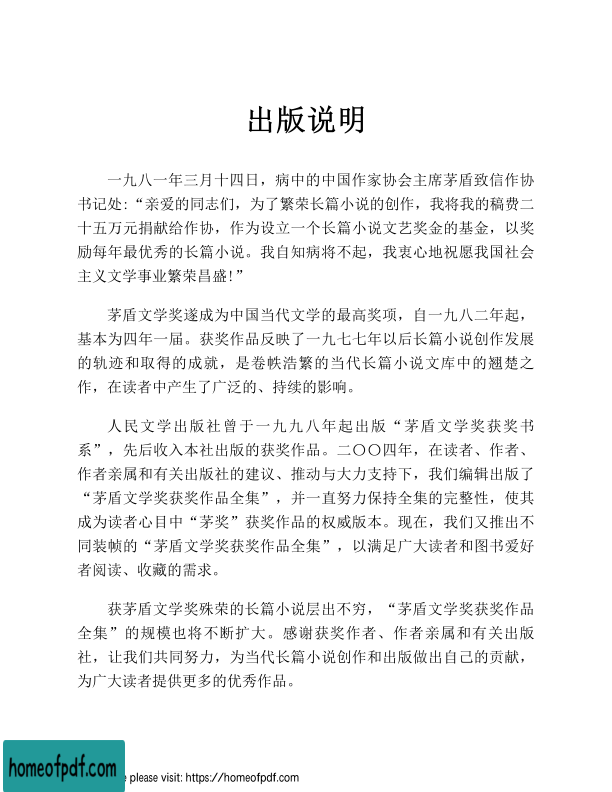 出版说明
一九八一年三月十四日，病中的中国作家协会主席茅盾致信作协
书记处:“亲爱的同志们，为了繁荣长篇小说的创作，我将我的稿费二
十五万元捐献给作协，作为设立一个长篇小说文艺奖金的基金，以奖
励每年最优秀的长篇小说。我自知病将不起，我衷心地祝愿我国社会
主义文学事业繁荣昌盛!”
茅盾文学奖遂成为中国当代文学的最高奖项，自一九八二年起，
基本为四年一届。获奖作品反映了一九七七年以后长篇小说创作发展
的轨迹和取得的成就，是卷帙浩繁的当代长篇小说文库中的翘楚之
作，在读者中产生了广泛的、持续的影响。
人民文学出版社曾于一九九八年起出版“茅盾文学奖获奖书
系”，先后收入本社出版的获奖作品。二〇〇四年，在读者、作者、
作者亲属和有关出版社的建议、推动与大力支持下，我们编辑出版了
“茅盾文学奖获奖作品全集”，并一直努力保持全集的完整性，使其
成为读者心目中“茅奖”获奖作品的权威版本。现在，我们又推出不
同装帧的“茅盾文学奖获奖作品全集”，以满足广大读者和图书爱好
者阅读、收藏的需求。
获茅盾文学奖殊荣的长篇小说层出不穷，“茅盾文学奖获奖作品
全集”的规模也将不断扩大。感谢获奖作者、作者亲属和有关出版
社，让我们共同努力，为当代长篇小说创作和出版做出自己的贡献，
为广大读者提供更多的优秀作品。
homeofpdf.com
e please visit: https://homeofpdf.com